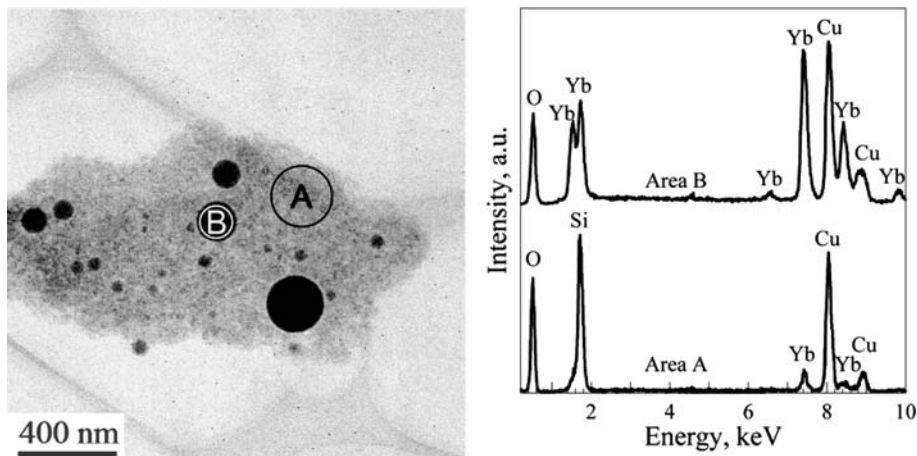 A
B
400 nm
Intensity, a.u.
Energy, keV
O
Yb
Yb
Area B
Yb
Yb
Cu
Yb
Cu
Yb
O
Si
Area A
Yb
Cu
Yb
Cu
2
4
6
8
10